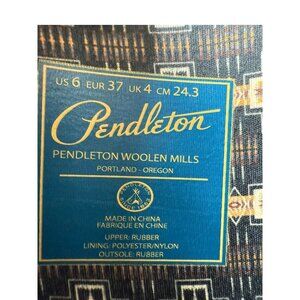 US 6 EUR 37 UK 4 CM 24.3
Pendleton
PENDLETON WOOLEN MILLS
PORTLAND - OREGON
MADE IN CHINA
FABRIQUE EN CHINE
UPPER: RUBBER
LINING: POLYESTER/NYLON
OUTSOLE: RUBBER